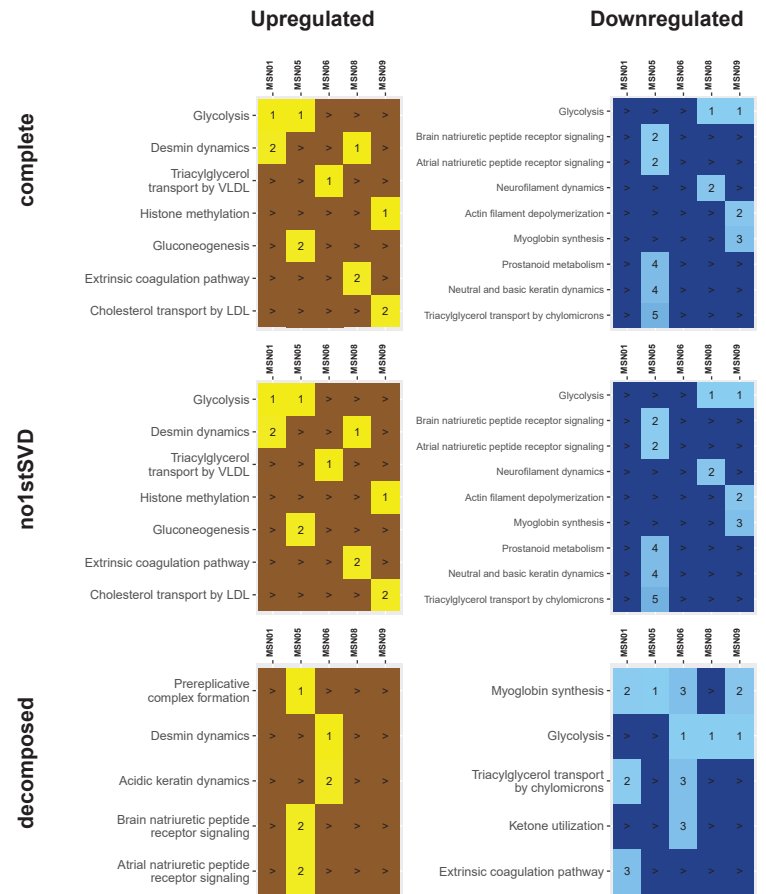 Upregulated Downregulated
complete
MSN01 MSN05 MSN06 MSN08 MSN09
Glycolysis 1 1 > > >
Desmin dynamics 2 > > 1 >
Triacylglycerol
transport by VLDL > > 1 > >
Histone methylation > > > > 1
Gluconeogenesis > 2 > > >
Extrinsic coagulation pathway > > > 2 >
Cholesterol transport by LDL > > > > 2
MSN01 MSN05 MSN06 MSN08 MSN09
Glycolysis > > > 1 1
Brain natriuretic peptide receptor signaling > 2 > > >
Atrial natriuretic peptide receptor signaling > 2 > > >
Neurofilament dynamics > > > 2 >
Actin filament depolymerization > > > > 2
Myoglobin synthesis > > > > 3
Prostanoid metabolism > 4 > > >
Neutral and basic keratin dynamics > 4 > > >
Triacylglycerol transport by chylomicrons > 5 > > >
no1stSVD
MSN01 MSN05 MSN06 MSN08 MSN09
Glycolysis 1 1 > > >
Desmin dynamics 2 > > 1 >
Triacylglycerol
transport by VLDL > > 1 > >
Histone methylation > > > > 1
Gluconeogenesis > 2 > > >
Extrinsic coagulation pathway > > > 2 >
Cholesterol transport by LDL > > > > 2
MSN01 MSN05 MSN06 MSN08 MSN09
Glycolysis > > > 1 1
Brain natriuretic peptide receptor signaling > 2 > > >
Atrial natriuretic peptide receptor signaling > 2 > > >
Neurofilament dynamics > > > 2 >
Actin filament depolymerization > > > > 2
Myoglobin synthesis > > > > 3
Prostanoid metabolism > 4 > > >
Neutral and basic keratin dynamics > 4 > > >
Triacylglycerol transport by chylomicrons > 5 > > >
decomposed
MSN01 MSN05 MSN06 MSN08 MSN09
Prereplicative
complex formation > 1 > > >
Desmin dynamics > > 1 > >
Acidic keratin dynamics > > 2 > >
Brain natriuretic peptide
receptor signaling > 2 > > >
Atrial natriuretic peptide
receptor signaling > 2 > > >
MSN01 MSN05 MSN06 MSN08 MSN09
Myoglobin synthesis 2 1 3 > 2
Glycolysis > > 1 1 1
Triacylglycerol transport
by chylomicrons 2 > 3 > >
Ketone utilization > > 3 > >
Extrinsic coagulation pathway 3 > > > >